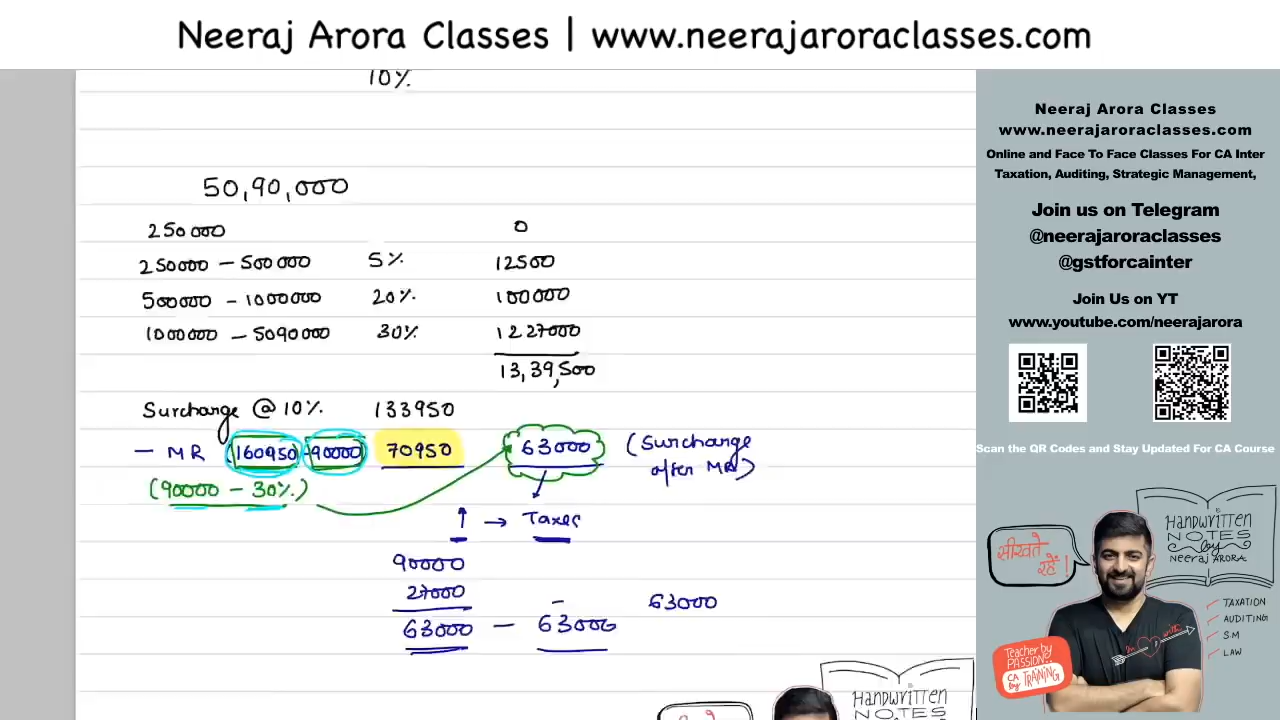 Neeraj Arora Classes | www.neerajaroraclasses.com
10%
50,90,000
250000 0
250000 - 500000 5% 12500
500000 - 1000000 20% 100000
1000000 - 5090000 30% 1227000
13,39,500
Surcharge @ 10% 133950
- MR (160950 - 90000) 70950 63000 (Surcharge
after MR)
(90000 - 30%)
↑ → Taxes
90000
27000 - 63000
63000 - 63000
Neeraj Arora Classes
www.neerajaroraclasses.com
Online and Face To Face Classes For CA Inter
Taxation, Auditing, Strategic Management,
Join us on Telegram
@neerajaroraclasses
@gstforcainter
Join Us on YT
www.youtube.com/neerajarora
Scan the QR Codes and Stay Updated For CA Course
सीखते
रहें!
HANDWRITTEN
NOTES
by
Neeraj ARORA
TAXATION
AUDITING
SM
LAW
Teacher by
PASSION
CA
by TRAINING
HANDWRITTEN
NOTES